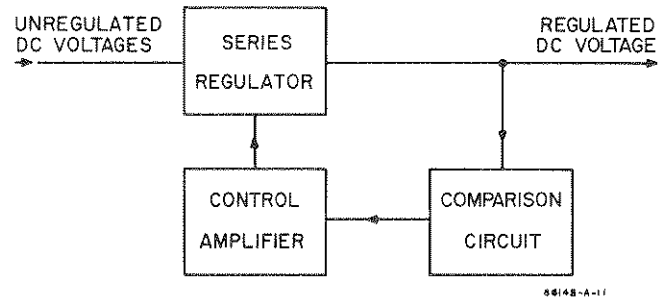 UNREGULATED
DC VOLTAGES
SERIES
REGULATOR
REGULATED
DC VOLTAGE
CONTROL
AMPLIFIER
COMPARISON
CIRCUIT